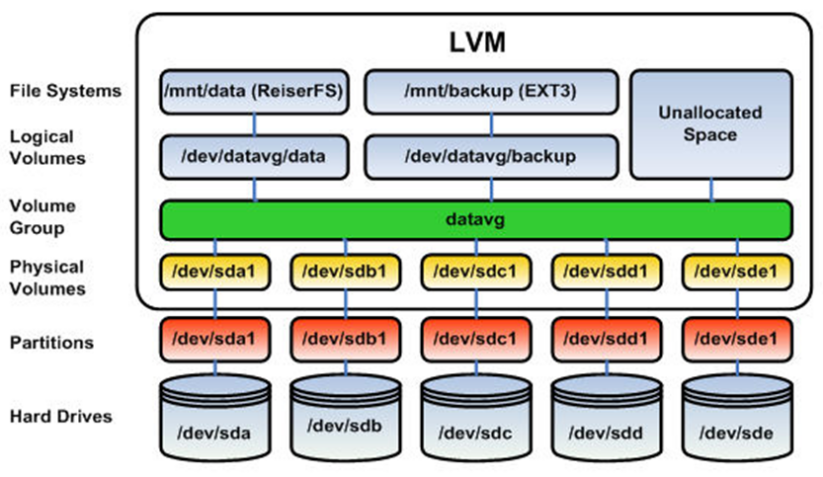 LVM
File Systems
/mnt/data (ReiserFS)
/mnt/backup (EXT3)
Unallocated
Space
Logical
Volumes
/dev/datavg/data
/dev/datavg/backup
Volume
Group
datavg
Physical
Volumes
/dev/sda1
/dev/sdb1
/dev/sdc1
/dev/sdd1
/dev/sde1
Partitions
/dev/sda1
/dev/sdb1
/dev/sdc1
/dev/sdd1
/dev/sde1
Hard Drives
/dev/sda
/dev/sdb
/dev/sdc
/dev/sdd
/dev/sde